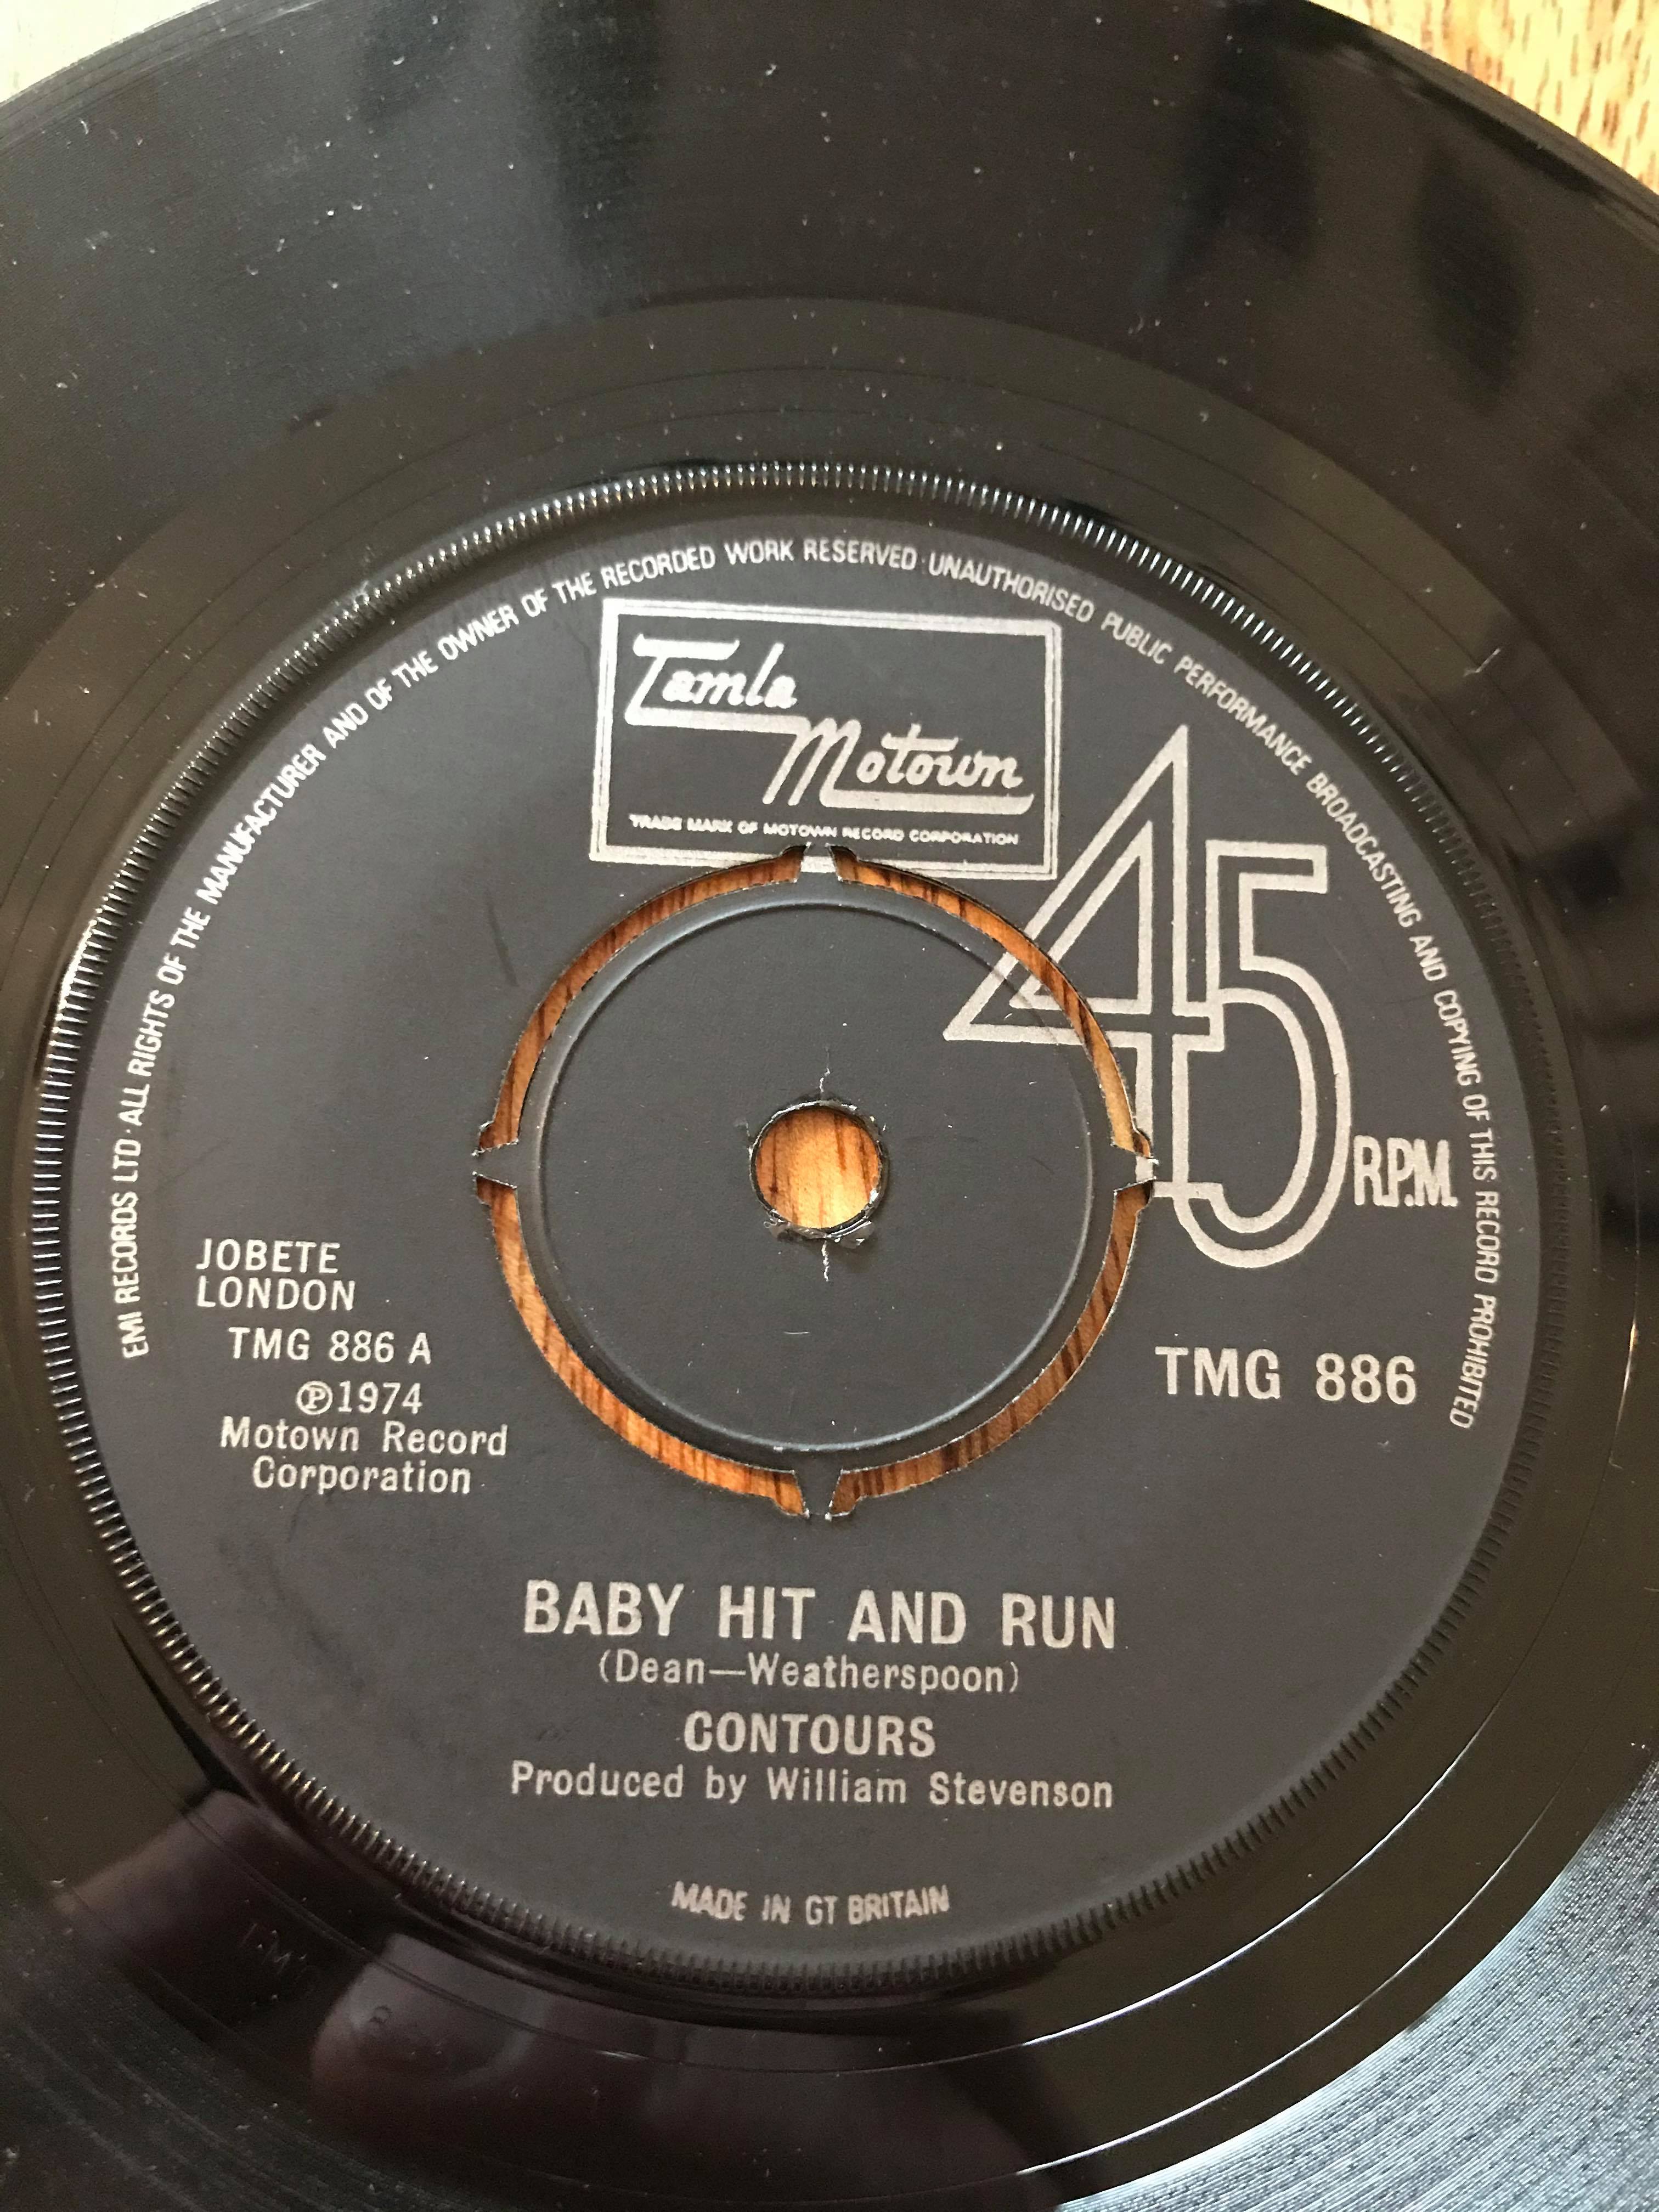 EMI RECORDS LTD · ALL RIGHTS OF THE MANUFACTURER AND OF THE OWNER OF THE RECORDED WORK RESERVED · UNAUTHORISED PUBLIC PERFORMANCE BROADCASTING AND COPYING OF THIS RECORD PROHIBITED
Tamla
Motown
TRADE MARK OF MOTOWN RECORD CORPORATION
45
R.P.M.
JOBETE
LONDON
TMG 886 A
℗1974
Motown Record
Corporation
TMG 886
BABY HIT AND RUN
(Dean—Weatherspoon)
CONTOURS
Produced by William Stevenson
MADE IN GT BRITAIN